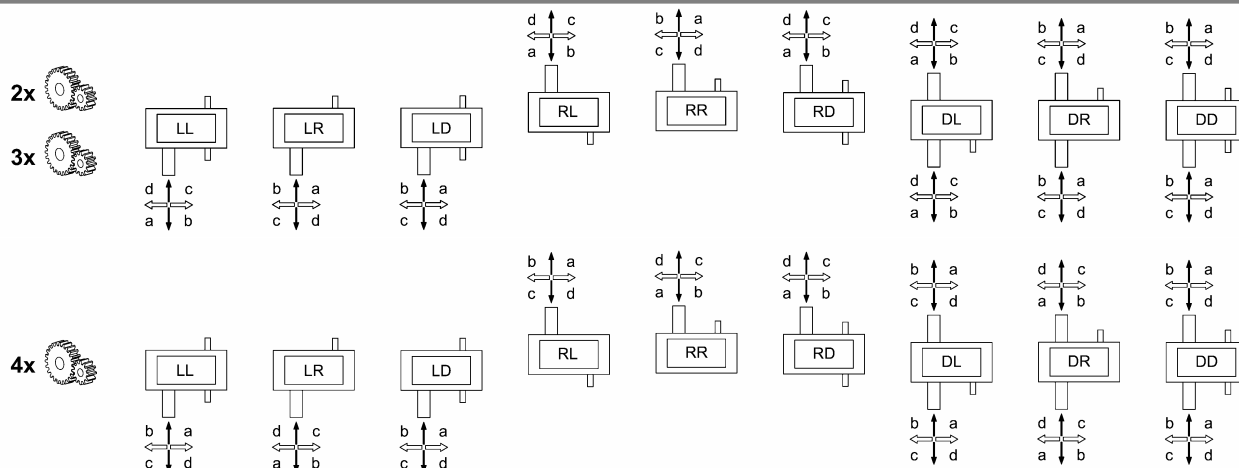 d c b a d c d c b a b a
a b c d a b a b c d c d
2x
LL LR LD RL RR RD DL DR DD
3x
d c b a b a d c b a b a
a b c d c d a b c d c d
b a d c d c b a d c b a
c d a b a b c d a b c d
4x
LL LR LD RL RR RD DL DR DD
b a d c b a b a d c b a
c d a b c d c d a b c d